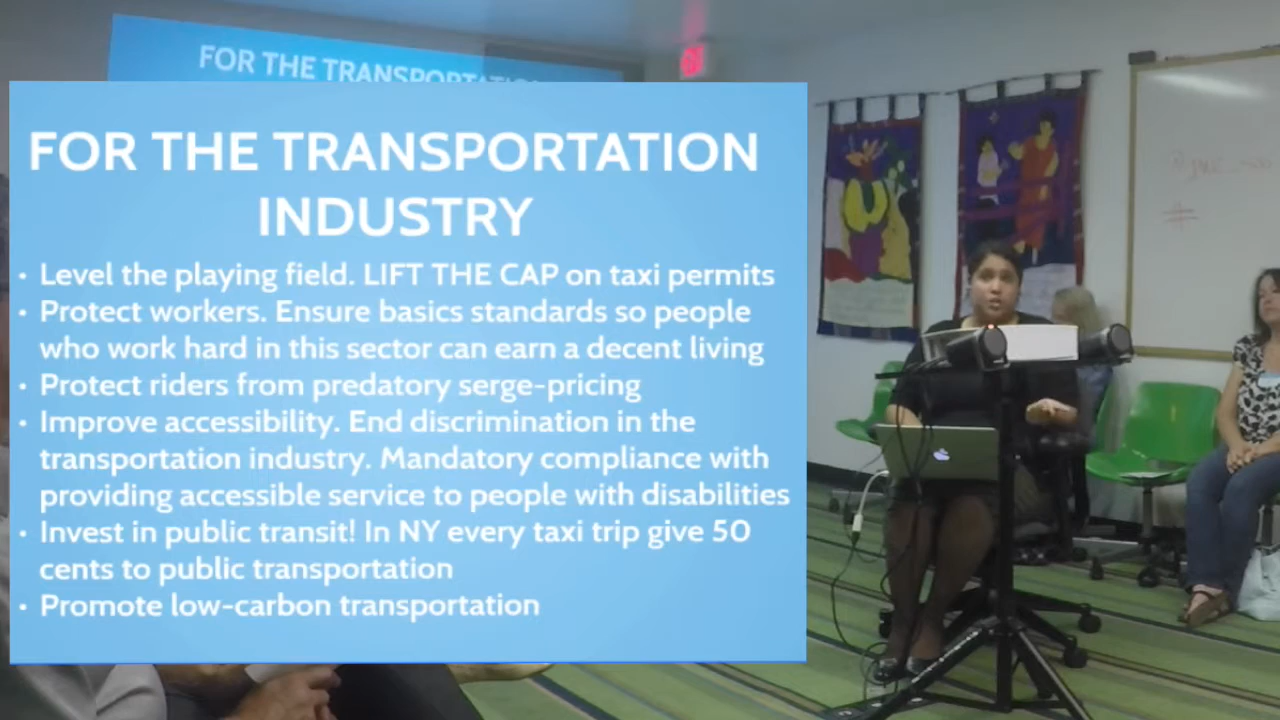 FOR THE TRANSPORTATION
FOR THE TRANSPORTATION
INDUSTRY
• Level the playing field. LIFT THE CAP on taxi permits
• Protect workers. Ensure basics standards so people
who work hard in this sector can earn a decent living
• Protect riders from predatory serge-pricing
• Improve accessibility. End discrimination in the
transportation industry. Mandatory compliance with
providing accessible service to people with disabilities
• Invest in public transit! In NY every taxi trip give 50
cents to public transportation
• Promote low-carbon transportation
#